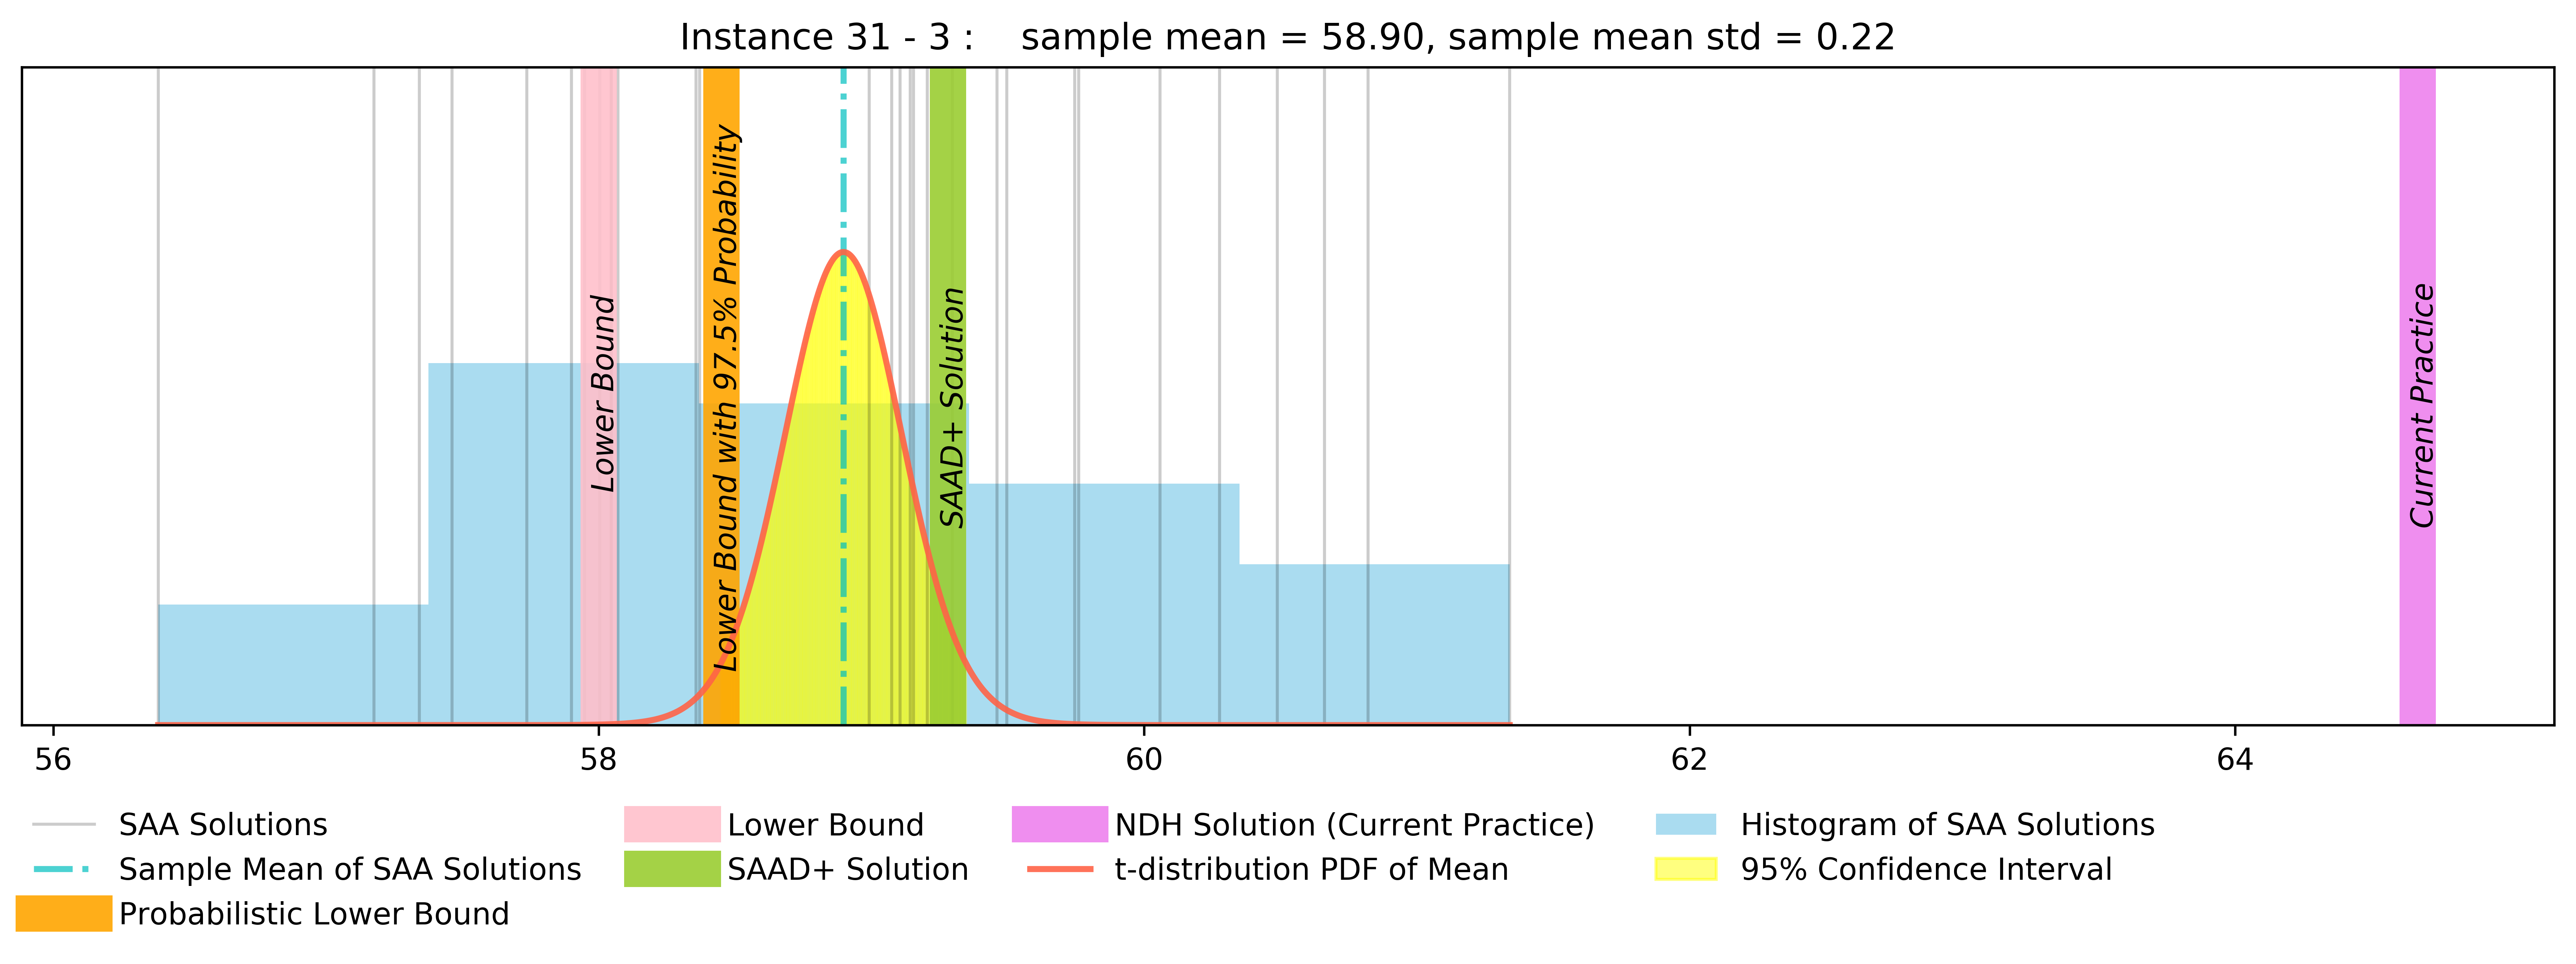 Instance 31 - 3 :    sample mean = 58.90, sample mean std = 0.22
Lower Bound
Lower Bound with 97.5% Probability
SAAD+ Solution
Current Practice
56
58
60
62
64
SAA Solutions
Sample Mean of SAA Solutions
Probabilistic Lower Bound
Lower Bound
SAAD+ Solution
NDH Solution (Current Practice)
t-distribution PDF of Mean
Histogram of SAA Solutions
95% Confidence Interval